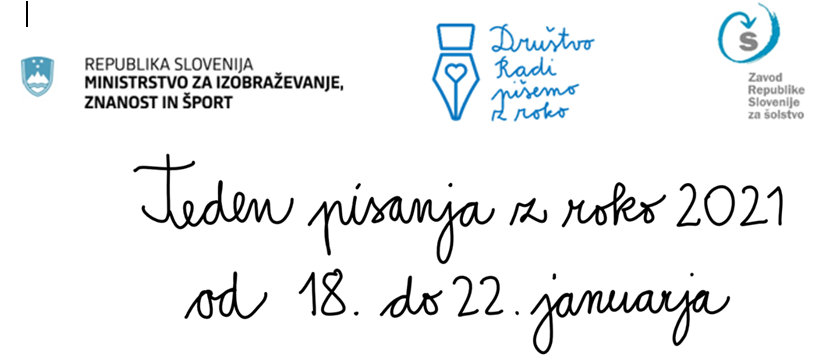 REPUBLIKA SLOVENIJA
MINISTRSTVO ZA IZOBRAŽEVANJE,
ZNANOST IN ŠPORT
Društvo
Radi
pišemo
z roko
Š
Zavod
Republike
Slovenije
za šolstvo
Teden pisanja z roko 2021
od 18. do 22. januarja